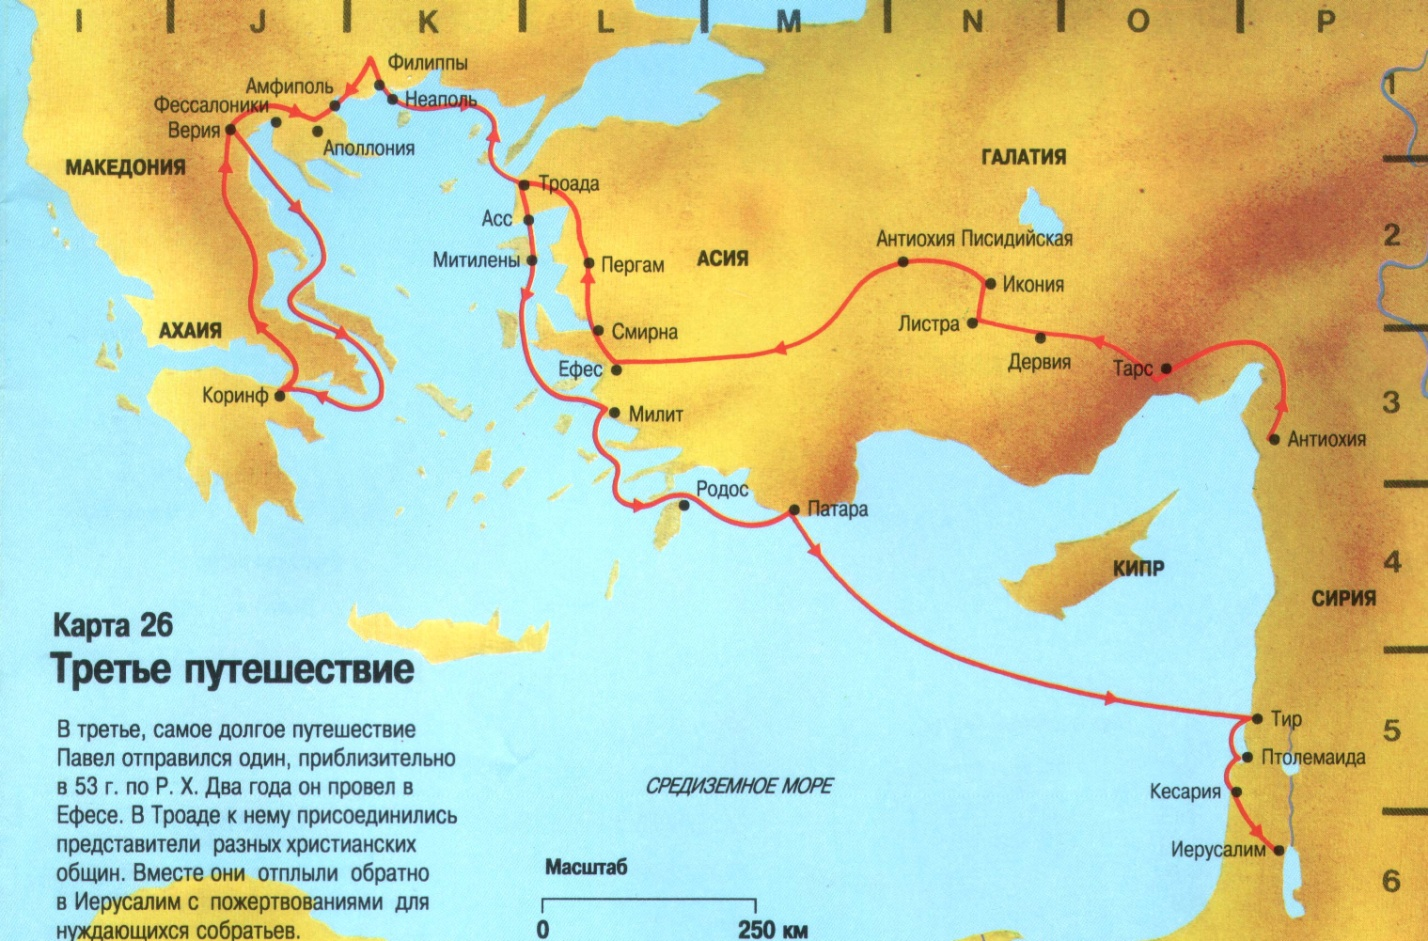 I J K L M N O P
1
2
3
4
5
6
Филиппы
Амфиполь
Неаполь
Фессалоники
Верия
Аполлония
МАКЕДОНИЯ
ГАЛАТИЯ
Троада
Асс
Митилены
Пергам
АСИЯ
Антиохия Писидийская
Икония
Листра
Дервия
Тарс
Смирна
АХАИЯ
Ефес
Коринф
Милит
Антиохия
Родос
Патара
КИПР
СИРИЯ
Карта 26
Третье путешествие
В третье, самое долгое путешествие
Павел отправился один, приблизительно
в 53 г. по Р. Х. Два года он провел в
Ефесе. В Троаде к нему присоединились
представители разных христианских
общин. Вместе они отплыли обратно
в Иерусалим с пожертвованиями для
нуждающихся собратьев.
Тир
Птолемаида
СРЕДИЗЕМНОЕ МОРЕ
Кесария
Иерусалим
Масштаб
0 250 км